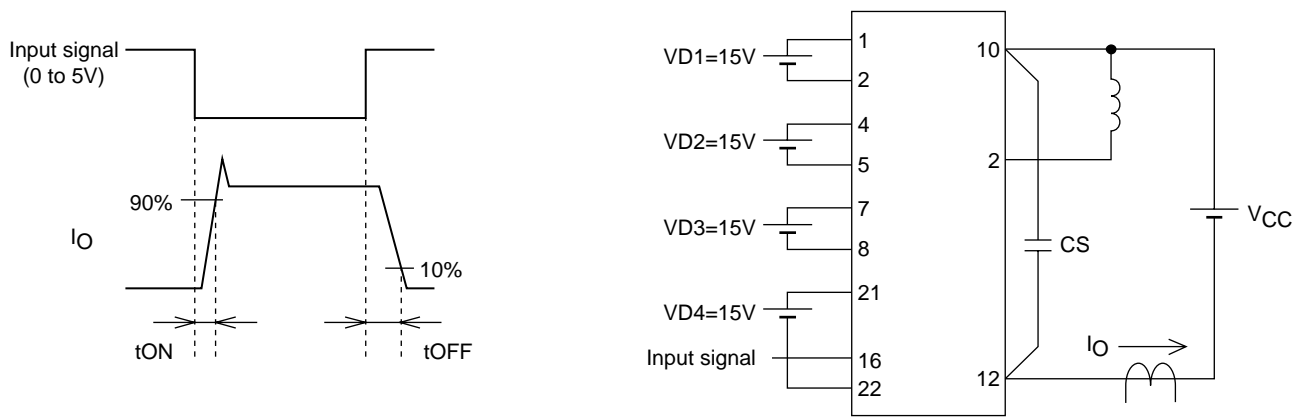 Input signal
(0 to 5V)
90%
IO
10%
tON
tOFF
VD1=15V
1
2
VD2=15V
4
5
VD3=15V
7
8
VD4=15V
21
Input signal
16
22
10
2
12
CS
VCC
IO